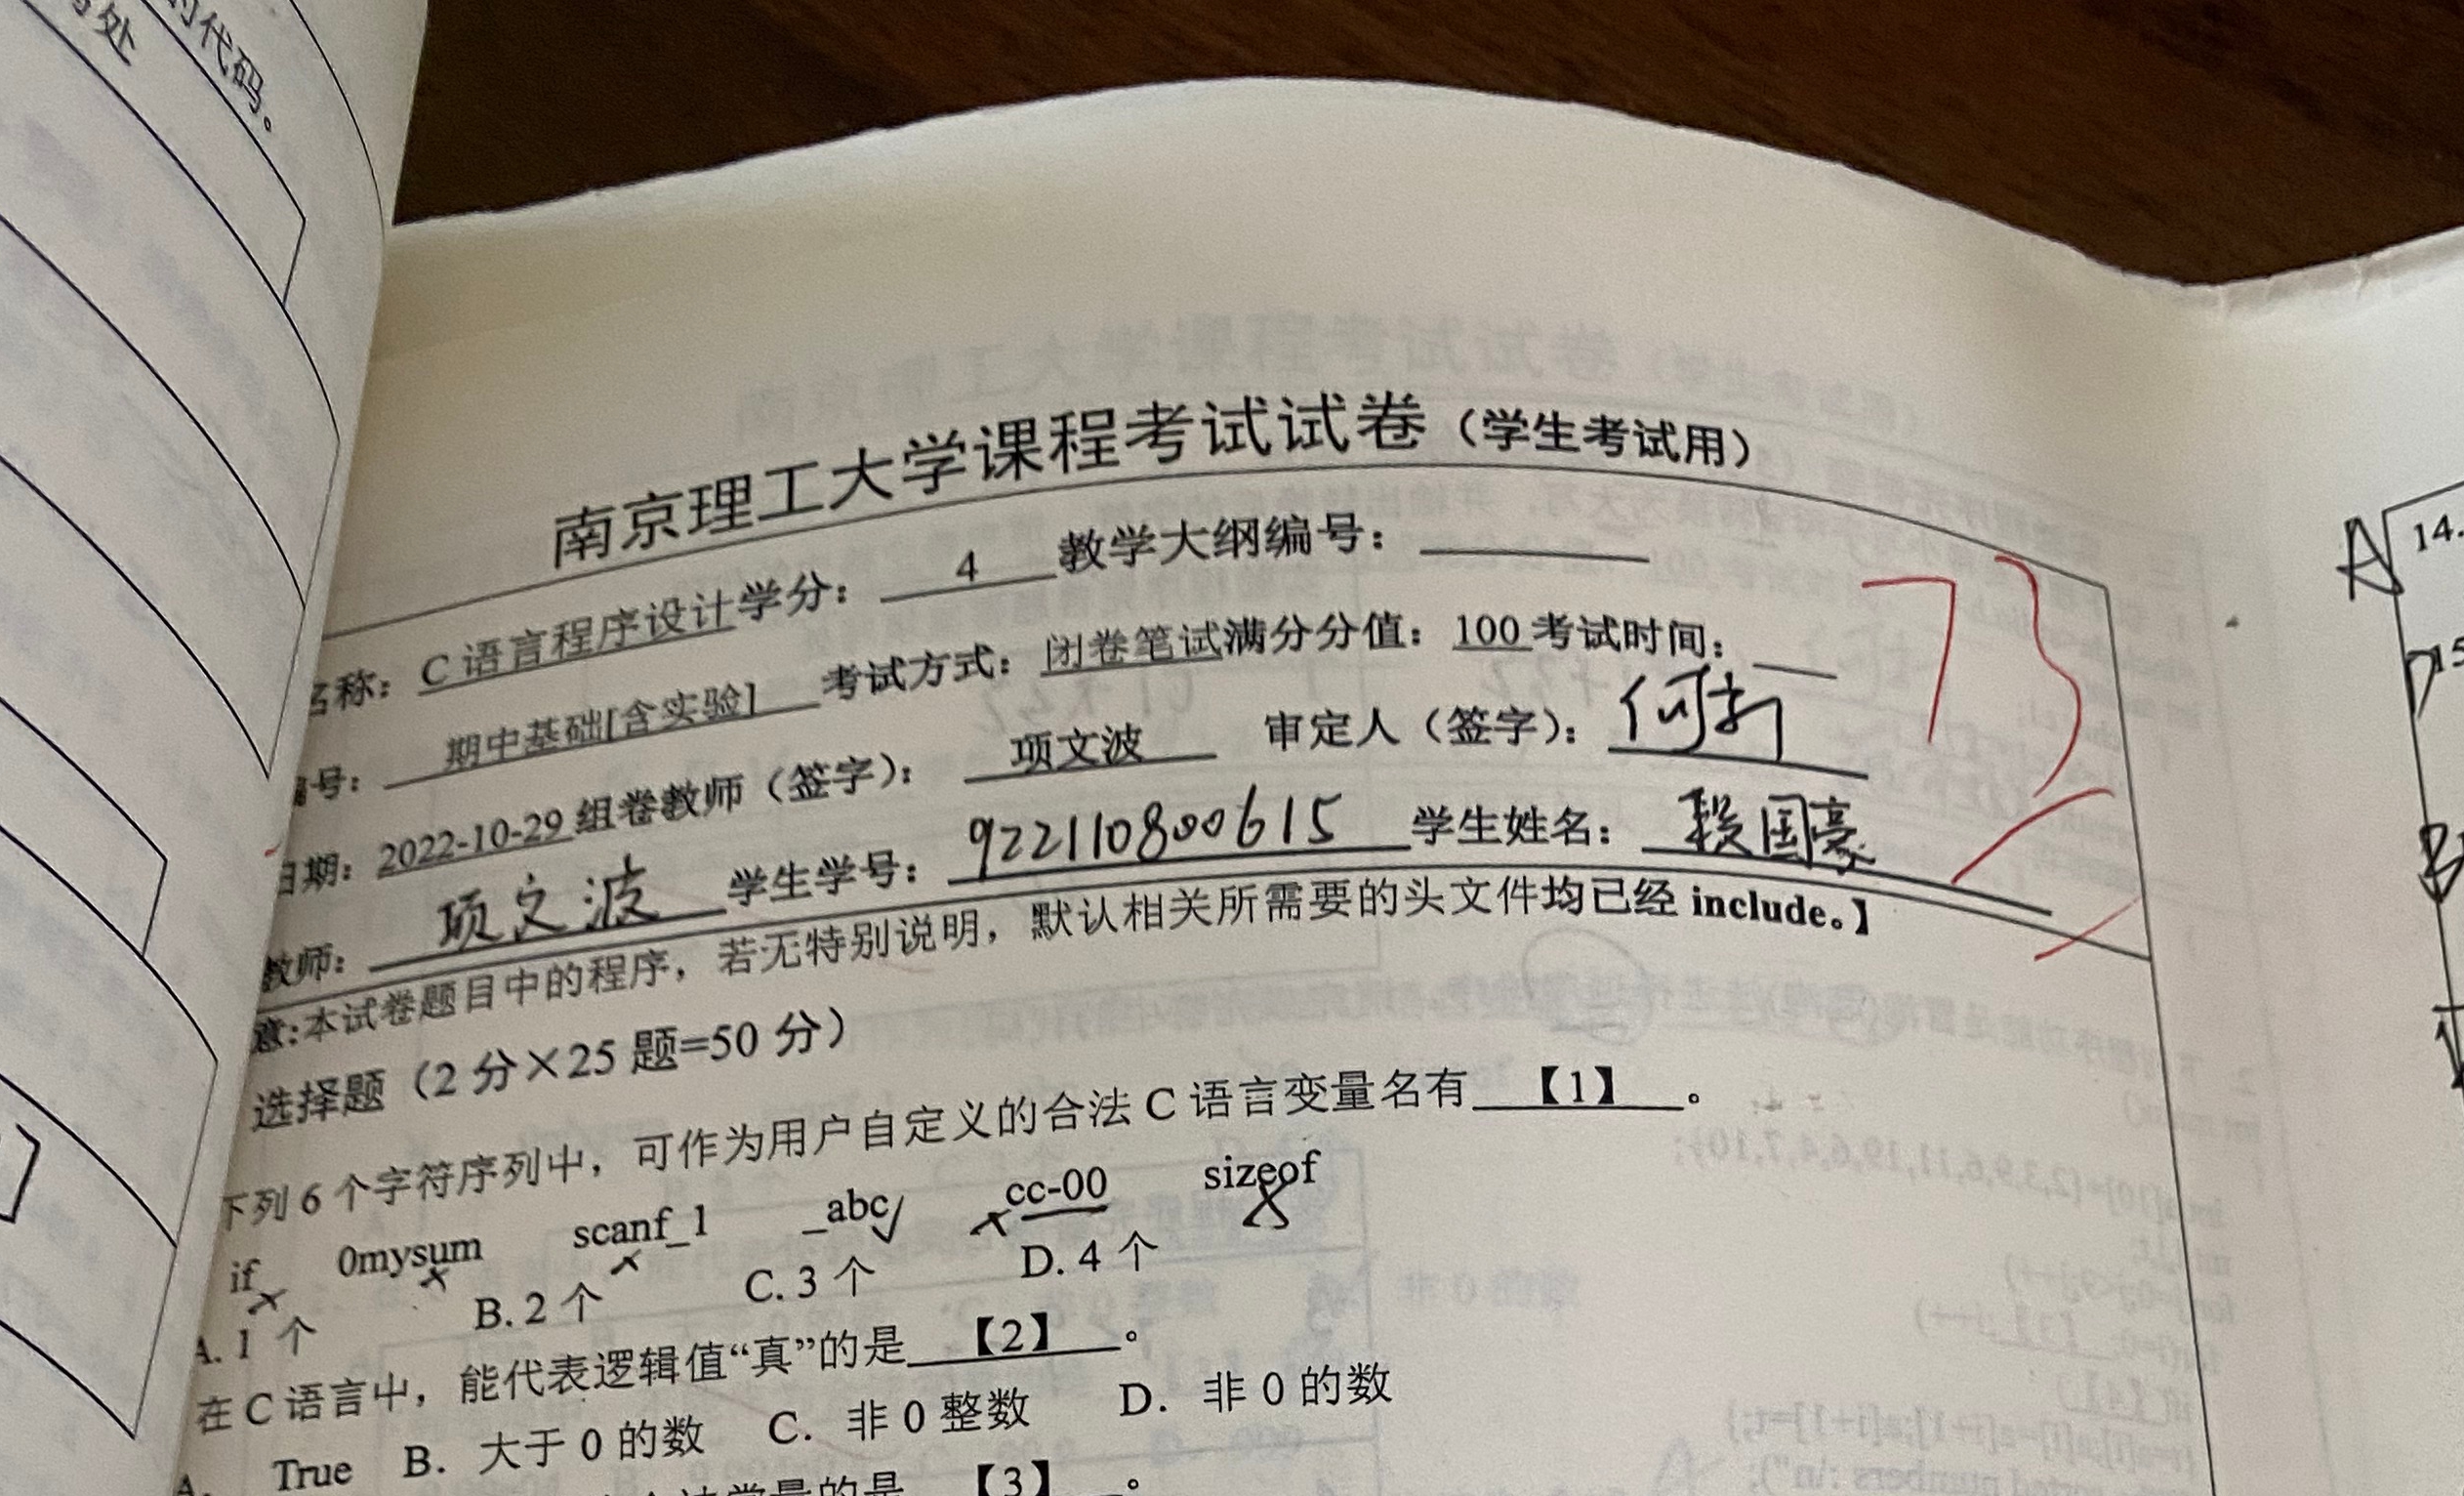 的代码。
处
南京理工大学课程考试试卷（学生考试用）
名称： C 语言程序设计 学分： 4 教学大纲编号：
编号： 期中基础[含实验] 考试方式： 闭卷笔试 满分分值： 100 考试时间：
日期： 2022-10-29 组卷教师（签字）： 项文波 审定人（签字）： 何新
教师： 项文波 学生学号： 922110800615 学生姓名： 段国豪
73
意:本试卷题目中的程序，若无特别说明，默认相关所需要的头文件均已经 include。】
选择题（2 分×25 题=50 分）
下列 6 个字符序列中，可作为用户自定义的合法 C 语言变量名有 【1】 。
if 0mysum scanf_1 _abc cc-00 sizeof
A. 1 个 B. 2 个 C. 3 个 D. 4 个
在 C 语言中，能代表逻辑值“真”的是 【2】 。
A. True B. 大于 0 的数 C. 非 0 整数 D. 非 0 的数
的是 【3】 。
A 14.
D 15
B